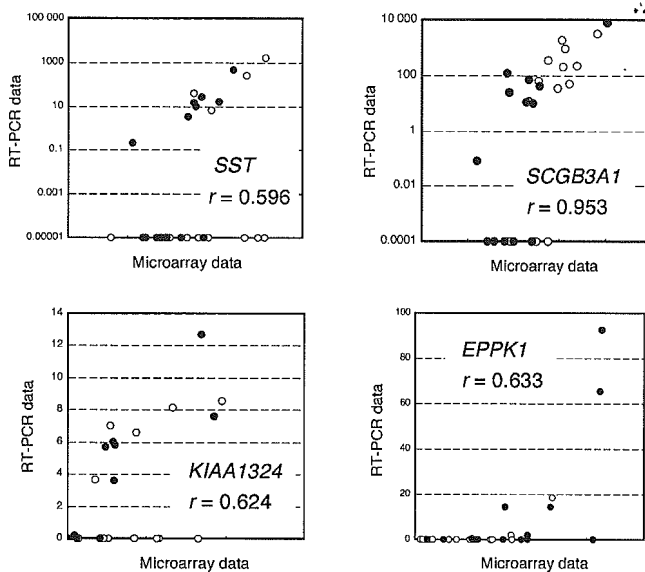 100 000
1000
10
0.1
0.001
0.00001
RT-PCR data
SST
r = 0.596
Microarray data
10 000
100
1
0.01
0.0001
RT-PCR data
SCGB3A1
r = 0.953
Microarray data
14
12
10
8
6
4
2
0
RT-PCR data
KIAA1324
r = 0.624
Microarray data
100
80
60
40
20
0
RT-PCR data
EPPK1
r = 0.633
Microarray data